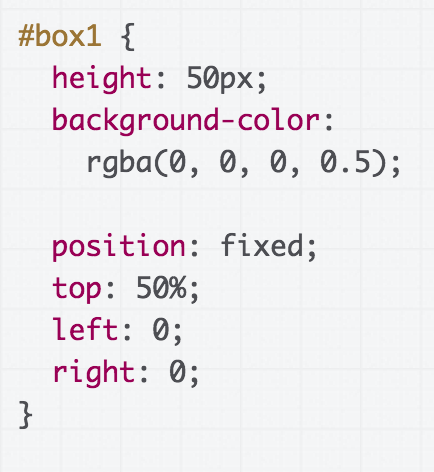 #box1 {
  height: 50px;
  background-color:
    rgba(0, 0, 0, 0.5);

  position: fixed;
  top: 50%;
  left: 0;
  right: 0;
}